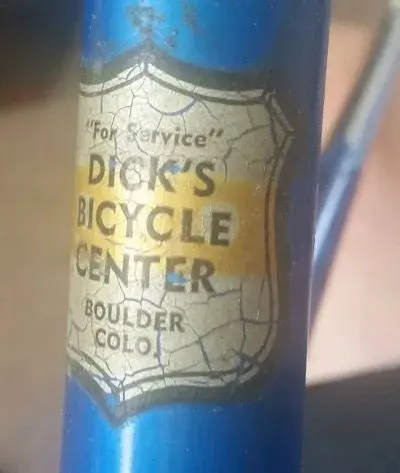 "For Service"
DICK'S
BICYCLE
CENTER
BOULDER
COLO.